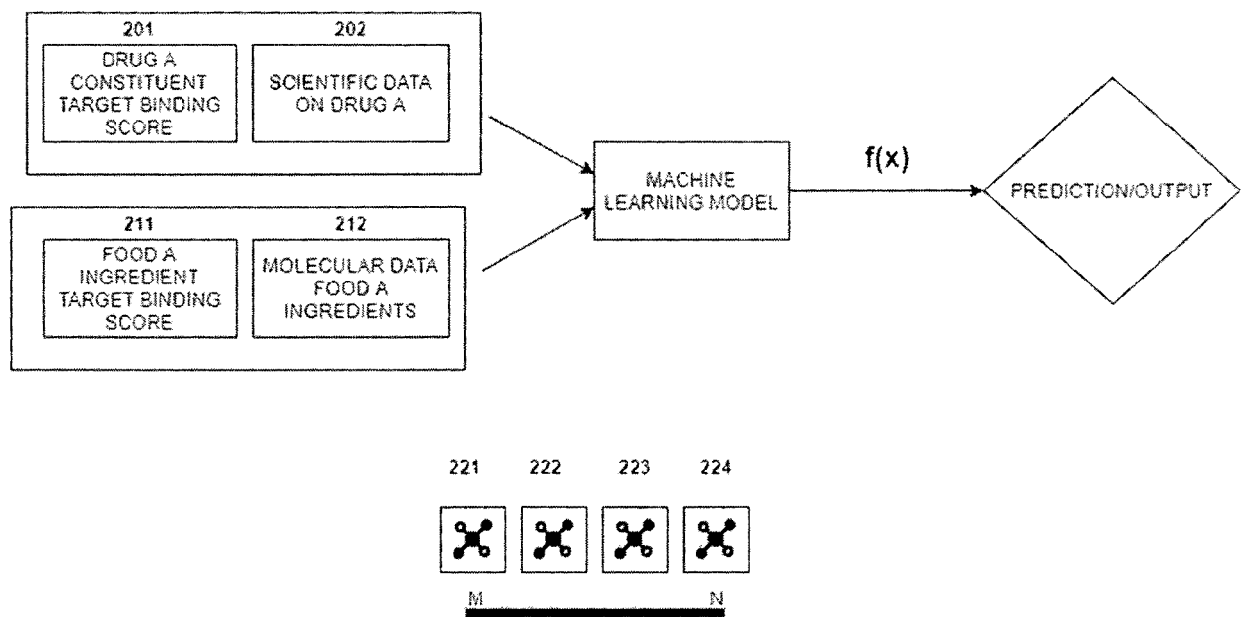 201
202
DRUG A
CONSTITUENT
TARGET BINDING
SCORE
SCIENTIFIC DATA
ON DRUG A
211
212
FOOD A
INGREDIENT
TARGET BINDING
SCORE
MOLECULAR DATA
FOOD A
INGREDIENTS
MACHINE
LEARNING MODEL
f(x)
PREDICTION/OUTPUT
221
222
223
224
M
N